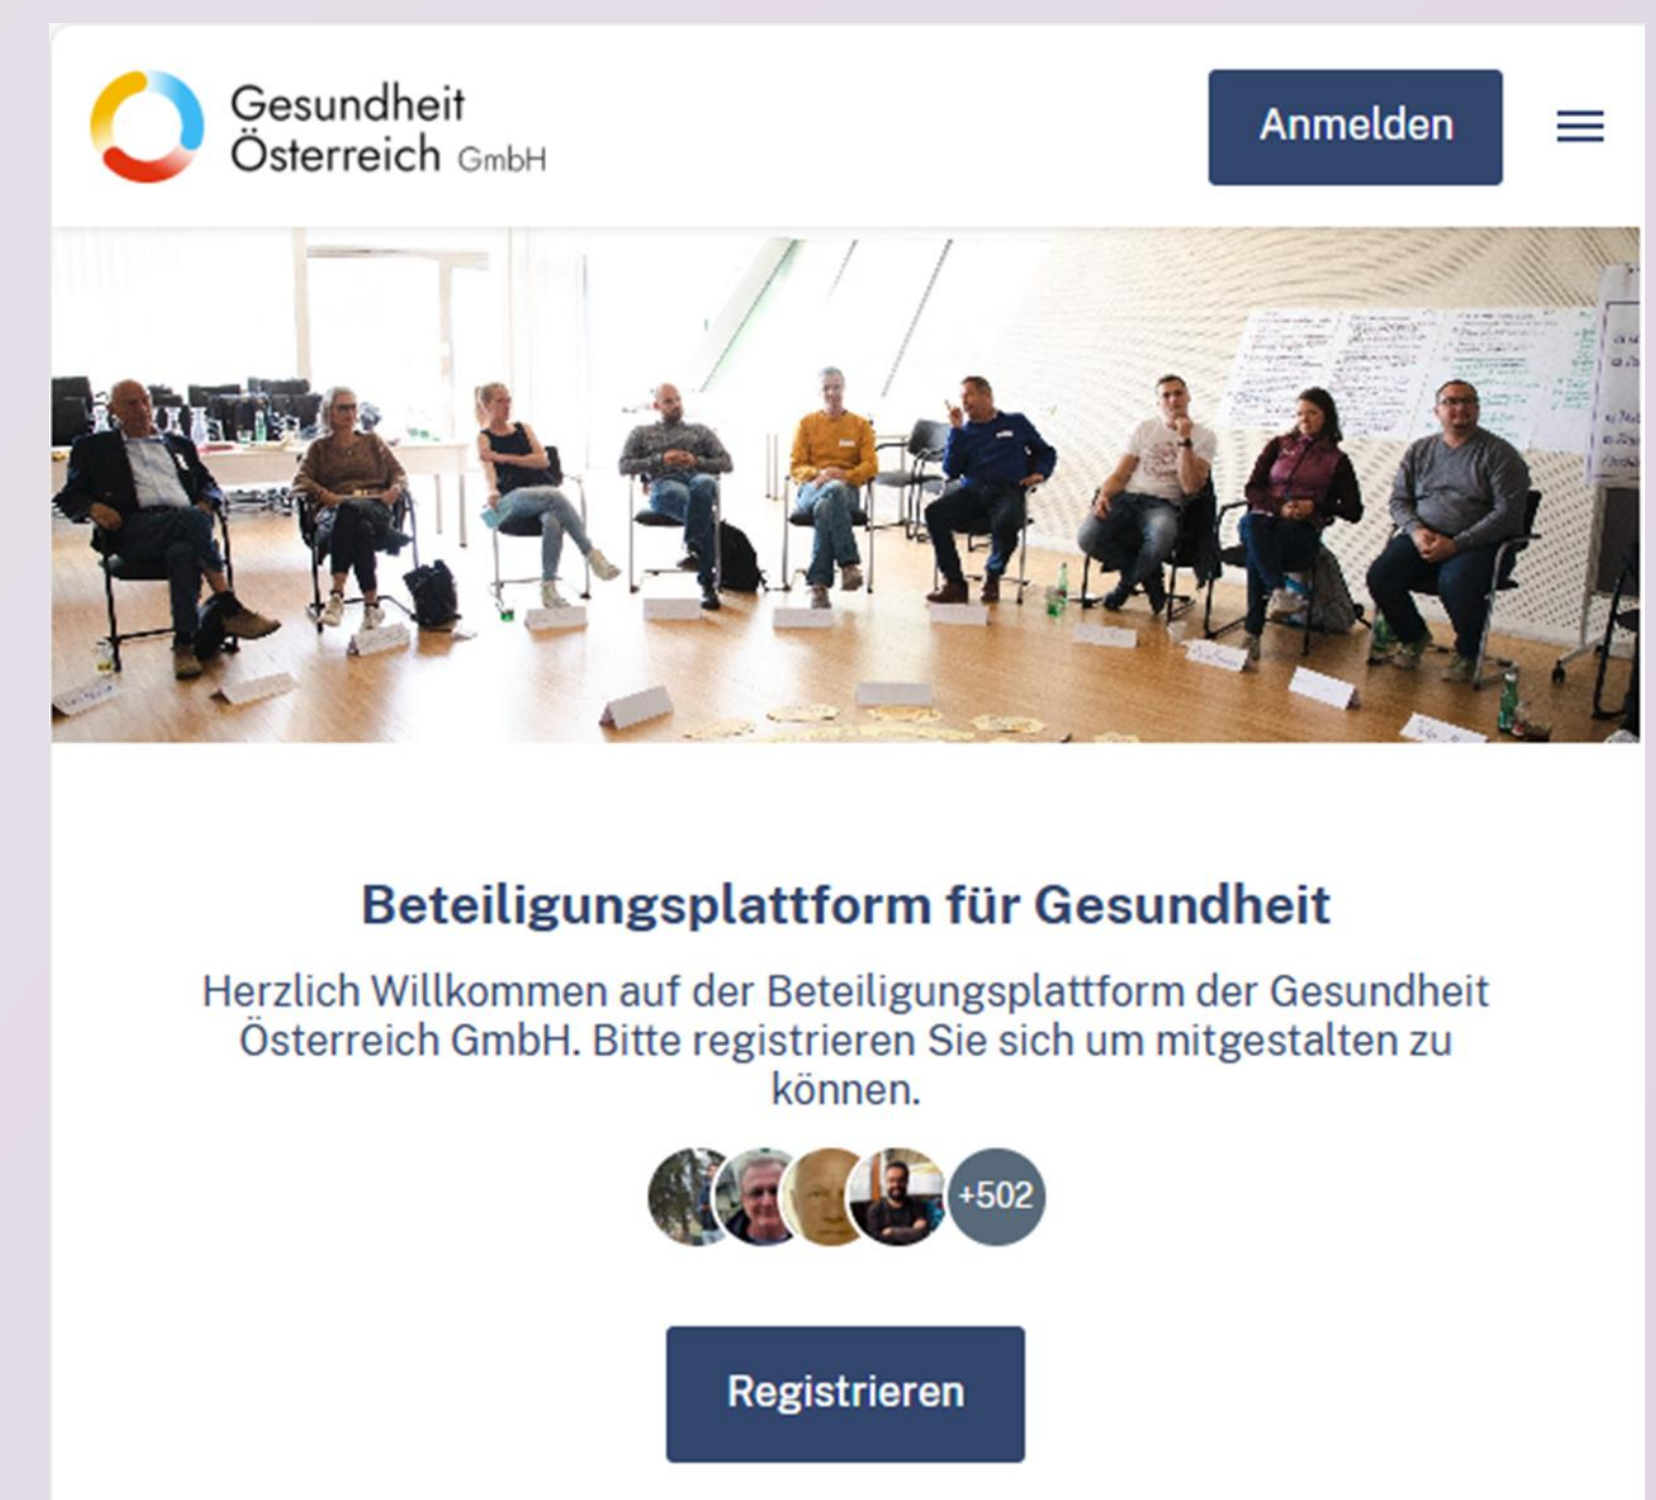 Gesundheit
Österreich GmbH
Anmelden
Beteiligungsplattform für Gesundheit
Herzlich Willkommen auf der Beteiligungsplattform der Gesundheit
Österreich GmbH. Bitte registrieren Sie sich um mitgestalten zu
können.
+502
Registrieren